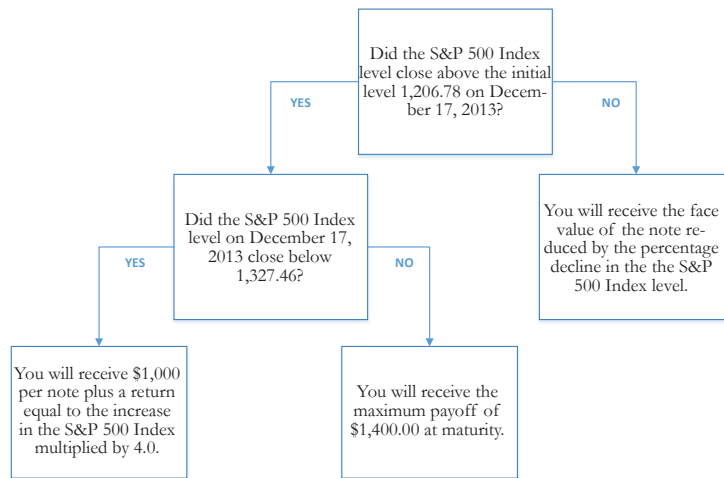 Did the S&P 500 Index
level close above the initial
level 1,206.78 on Decem-
ber 17, 2013?
YES
NO
Did the S&P 500 Index
level on December 17,
2013 close below
1,327.46?
You will receive the face
value of the note re-
duced by the percentage
decline in the the S&P
500 Index level.
YES
NO
You will receive $1,000
per note plus a return
equal to the increase
in the S&P 500 Index
multiplied by 4.0.
You will receive the
maximum payoff of
$1,400.00 at maturity.